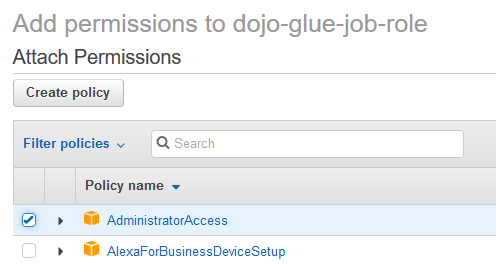 Add permissions to dojo-glue-job-role
Attach Permissions
Create policy
Filter policies
Search
Policy name
AdministratorAccess
AlexaForBusinessDeviceSetup